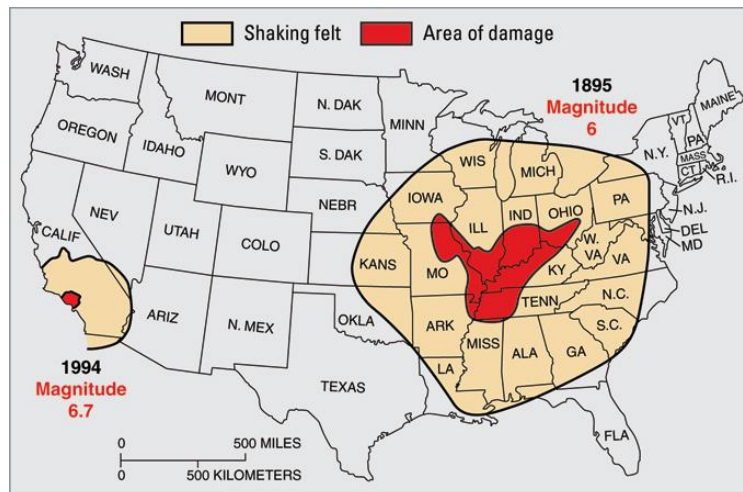 Shaking felt
Area of damage
1895
Magnitude
6
WASH
MONT
N. DAK
MINN
MAINE
VT
PA
N.Y.
MASS
CT
R.I.
OREGON
IDAHO
WYO
S. DAK
WIS
MICH
NEBR
IOWA
ILL
IND
OHIO
PA
N.J.
DEL
MD
NEV
UTAH
COLO
CALIF
KANS
MO
KY
W.
VA
VA
ARIZ
N. MEX
OKLA
ARK
TENN
N.C.
S.C.
MISS
ALA
GA
LA
TEXAS
FLA
1994
Magnitude
6.7
0 500 MILES
0 500 KILOMETERS